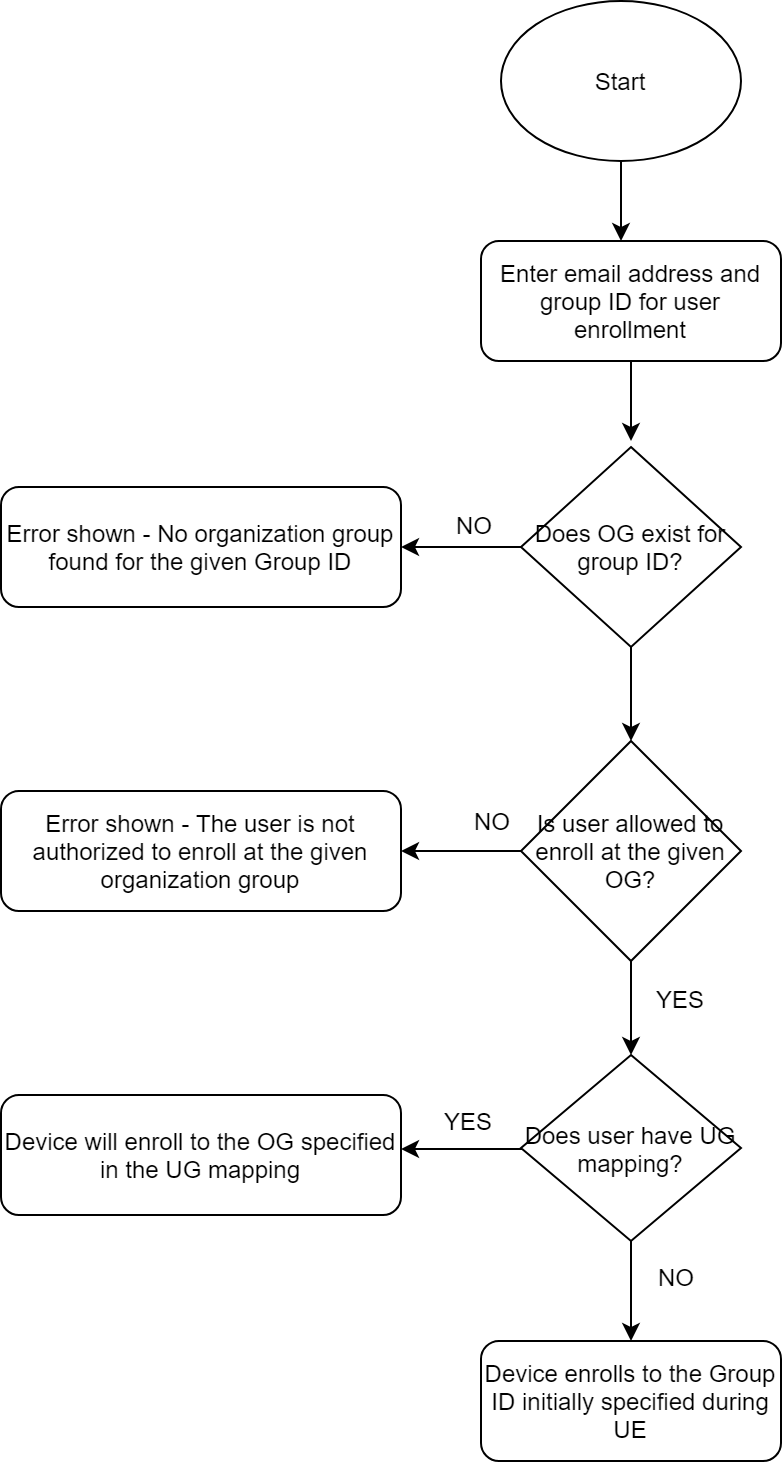 Start
Enter email address and
group ID for user
enrollment
Does OG exist for
group ID?
NO
Error shown - No organization group
found for the given Group ID
Is user allowed to
enroll at the given
OG?
NO
Error shown - The user is not
authorized to enroll at the given
organization group
YES
Does user have UG
mapping?
YES
Device will enroll to the OG specified
in the UG mapping
NO
Device enrolls to the Group
ID initially specified during
UE